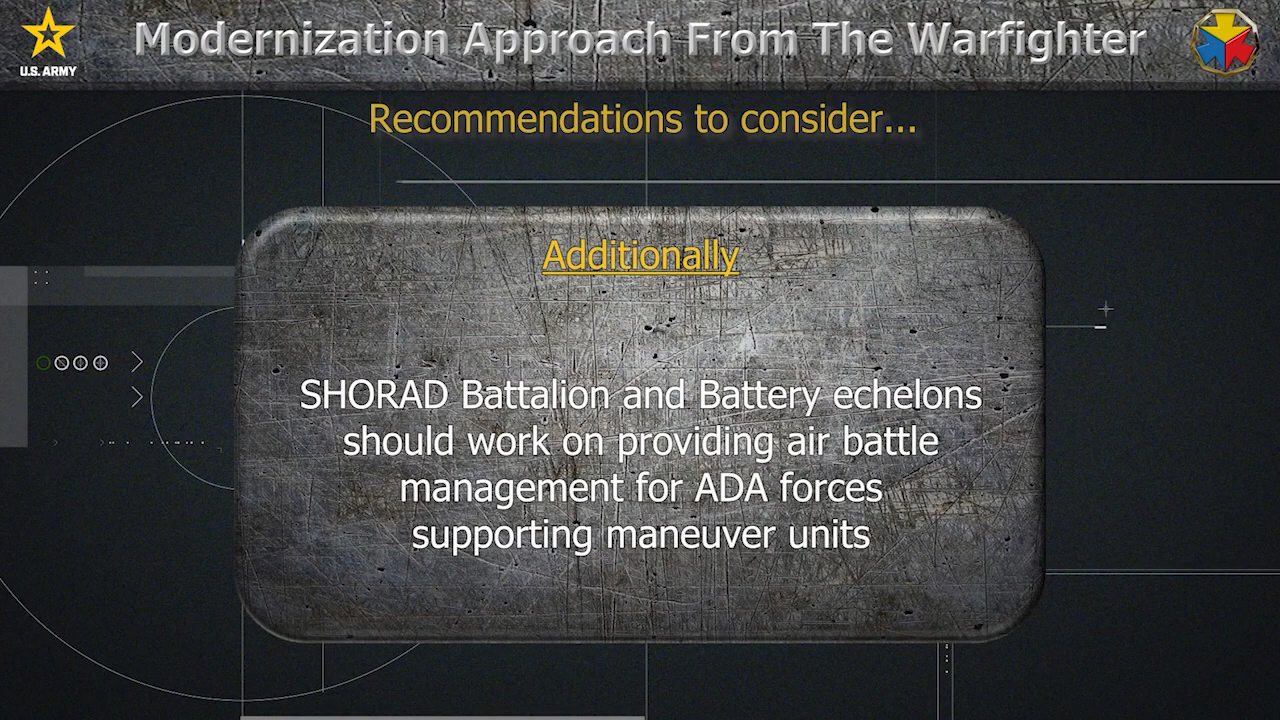 Modernization Approach From The Warfighter
U.S. ARMY
Recommendations to consider...
Additionally
SHORAD Battalion and Battery echelons
should work on providing air battle
management for ADA forces
supporting maneuver units